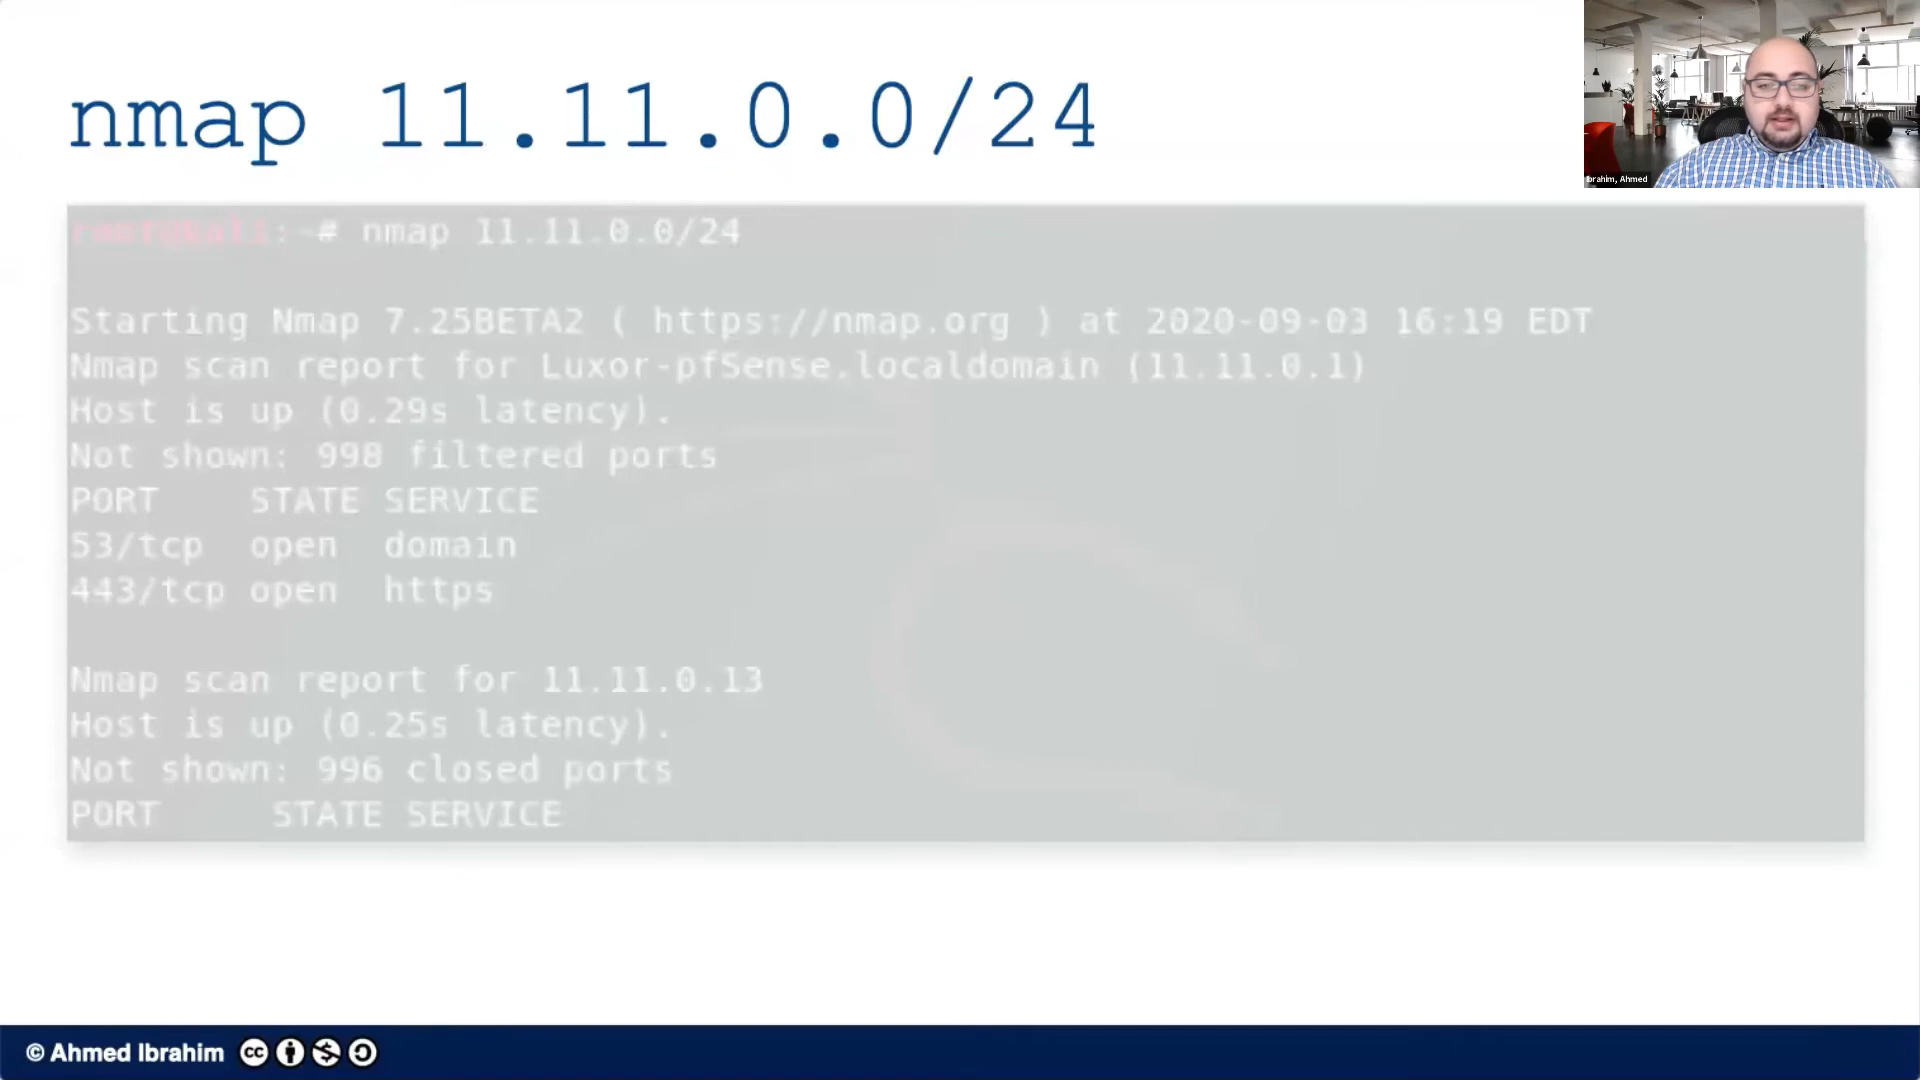 nmap 11.11.0.0/24
Ibrahim, Ahmed
root@kali:~# nmap 11.11.0.0/24
Starting Nmap 7.25BETA2 ( https://nmap.org ) at 2020-09-03 16:19 EDT
Nmap scan report for Luxor-pfSense.localdomain (11.11.0.1)
Host is up (0.29s latency).
Not shown: 998 filtered ports
PORT    STATE SERVICE
53/tcp  open  domain
443/tcp open  https
Nmap scan report for 11.11.0.13
Host is up (0.25s latency).
Not shown: 996 closed ports
PORT     STATE SERVICE
© Ahmed Ibrahim